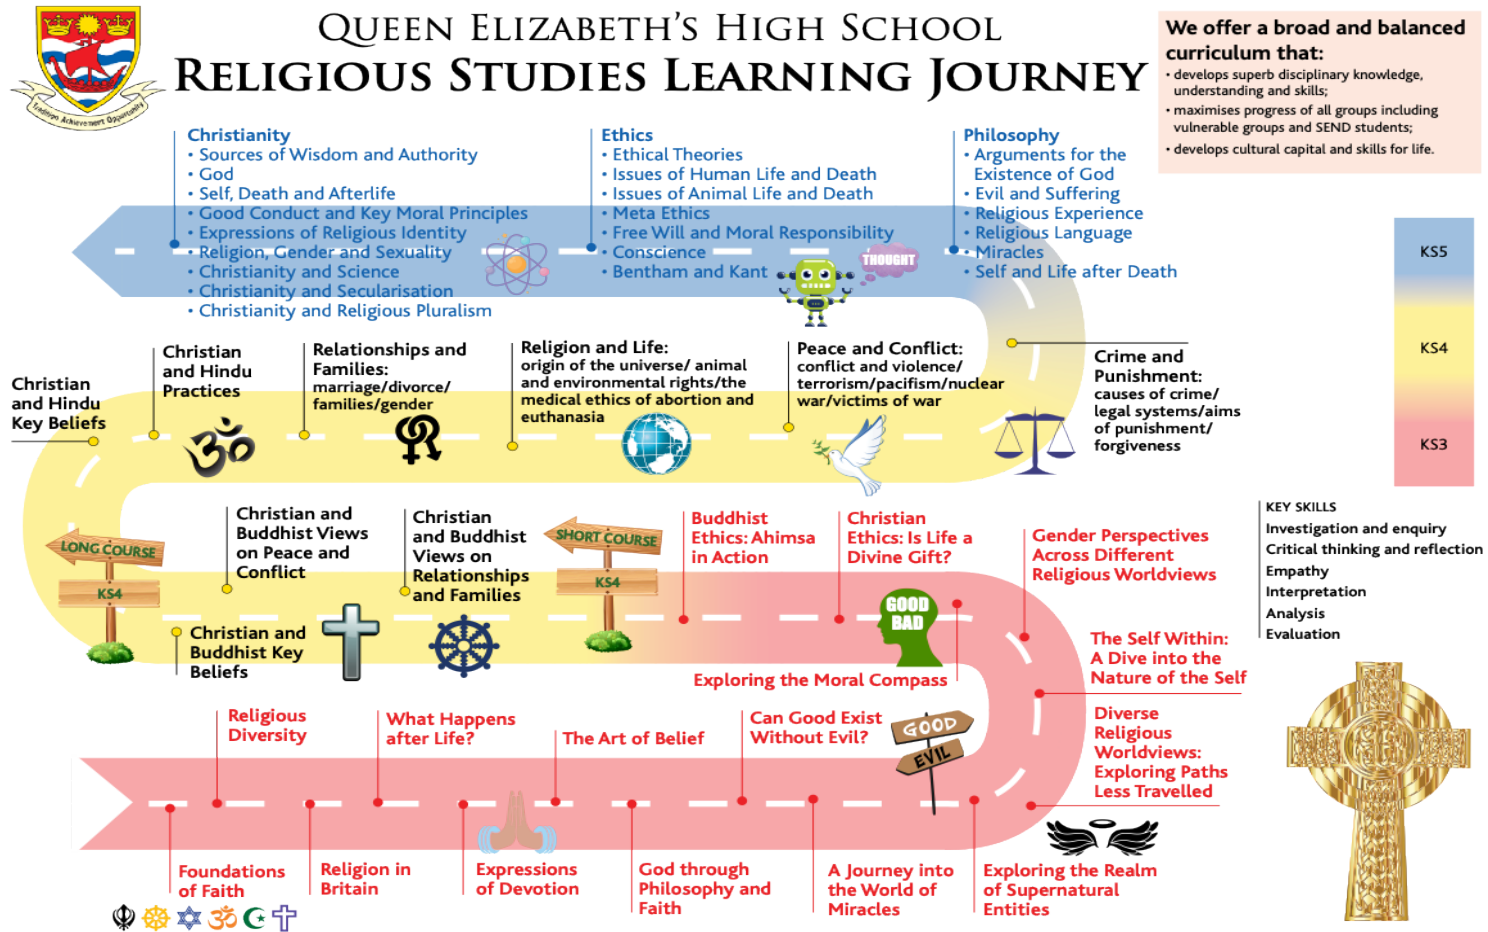 QUEEN ELIZABETH'S HIGH SCHOOL
RELIGIOUS STUDIES LEARNING JOURNEY
Tradition Achievement Opportunity
We offer a broad and balanced
curriculum that:
• develops superb disciplinary knowledge,
understanding and skills;
• maximises progress of all groups including
vulnerable groups and SEND students;
• develops cultural capital and skills for life.
Christianity
• Sources of Wisdom and Authority
• God
• Self, Death and Afterlife
• Good Conduct and Key Moral Principles
• Expressions of Religious Identity
• Religion, Gender and Sexuality
• Christianity and Science
• Christianity and Secularisation
• Christianity and Religious Pluralism
Ethics
• Ethical Theories
• Issues of Human Life and Death
• Issues of Animal Life and Death
• Meta Ethics
• Free Will and Moral Responsibility
• Conscience
• Bentham and Kant
THOUGHT
Philosophy
• Arguments for the
Existence of God
• Evil and Suffering
• Religious Experience
• Religious Language
• Miracles
• Self and Life after Death
KS5
KS4
KS3
Christian
and Hindu
Key Beliefs
Christian
and Hindu
Practices
Relationships and
Families:
marriage/divorce/
families/gender
Religion and Life:
origin of the universe/ animal
and environmental rights/the
medical ethics of abortion and
euthanasia
Peace and Conflict:
conflict and violence/
terrorism/pacifism/nuclear
war/victims of war
Crime and
Punishment:
causes of crime/
legal systems/aims
of punishment/
forgiveness
ॐ
LONG COURSE
KS4
Christian and
Buddhist Views
on Peace and
Conflict
Christian and
Buddhist Key
Beliefs
Christian
and Buddhist
Views on
Relationships
and Families
SHORT COURSE
KS4
Buddhist
Ethics: Ahimsa
in Action
Christian
Ethics: Is Life a
Divine Gift?
GOOD
BAD
Exploring the Moral Compass
Gender Perspectives
Across Different
Religious Worldviews
The Self Within:
A Dive into the
Nature of the Self
Diverse
Religious
Worldviews:
Exploring Paths
Less Travelled
KEY SKILLS
Investigation and enquiry
Critical thinking and reflection
Empathy
Interpretation
Analysis
Evaluation
Religious
Diversity
What Happens
after Life?
The Art of Belief
Can Good Exist
Without Evil?
GOOD
EVIL
Foundations
of Faith
ॐ
Religion in
Britain
Expressions
of Devotion
God through
Philosophy and
Faith
A Journey into
the World of
Miracles
Exploring the Realm
of Supernatural
Entities